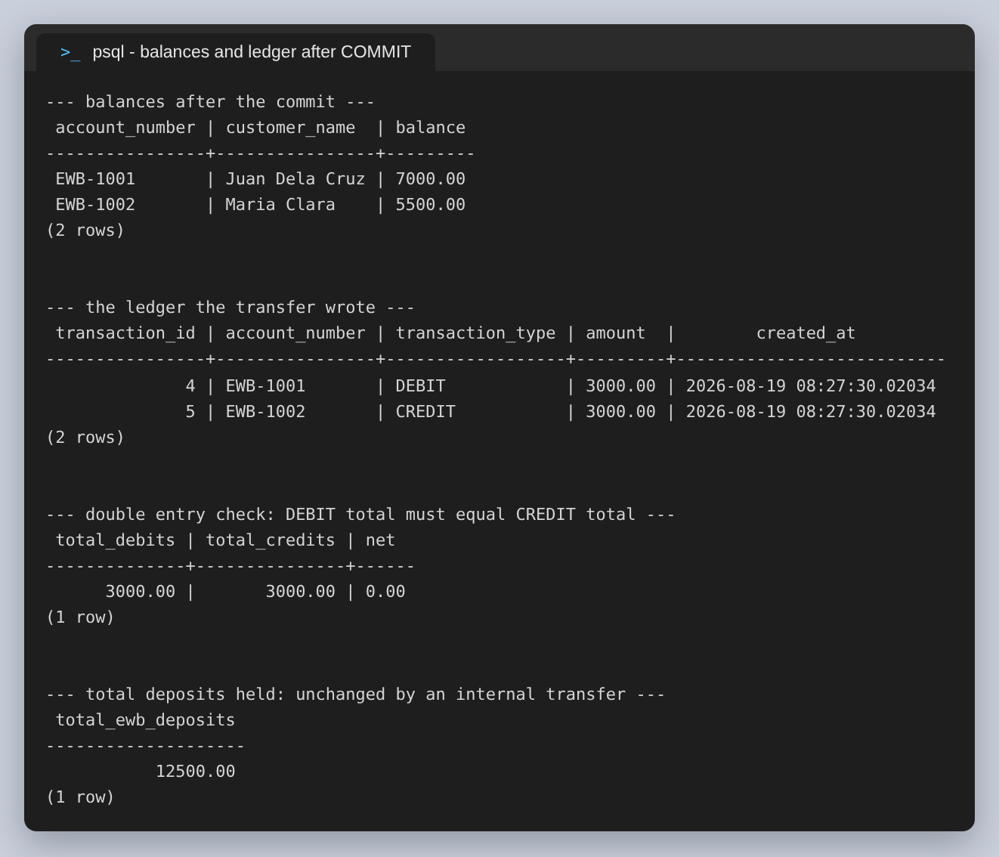 >_ psql - balances and ledger after COMMIT
--- balances after the commit ---
 account_number | customer_name  | balance
----------------+----------------+---------
 EWB-1001       | Juan Dela Cruz | 7000.00
 EWB-1002       | Maria Clara    | 5500.00
(2 rows)
--- the ledger the transfer wrote ---
 transaction_id | account_number | transaction_type | amount  |        created_at
----------------+----------------+------------------+---------+---------------------------
              4 | EWB-1001       | DEBIT            | 3000.00 | 2026-08-19 08:27:30.02034
              5 | EWB-1002       | CREDIT           | 3000.00 | 2026-08-19 08:27:30.02034
(2 rows)
--- double entry check: DEBIT total must equal CREDIT total ---
 total_debits | total_credits | net
--------------+---------------+------
      3000.00 |       3000.00 | 0.00
(1 row)
--- total deposits held: unchanged by an internal transfer ---
 total_ewb_deposits
--------------------
           12500.00
(1 row)